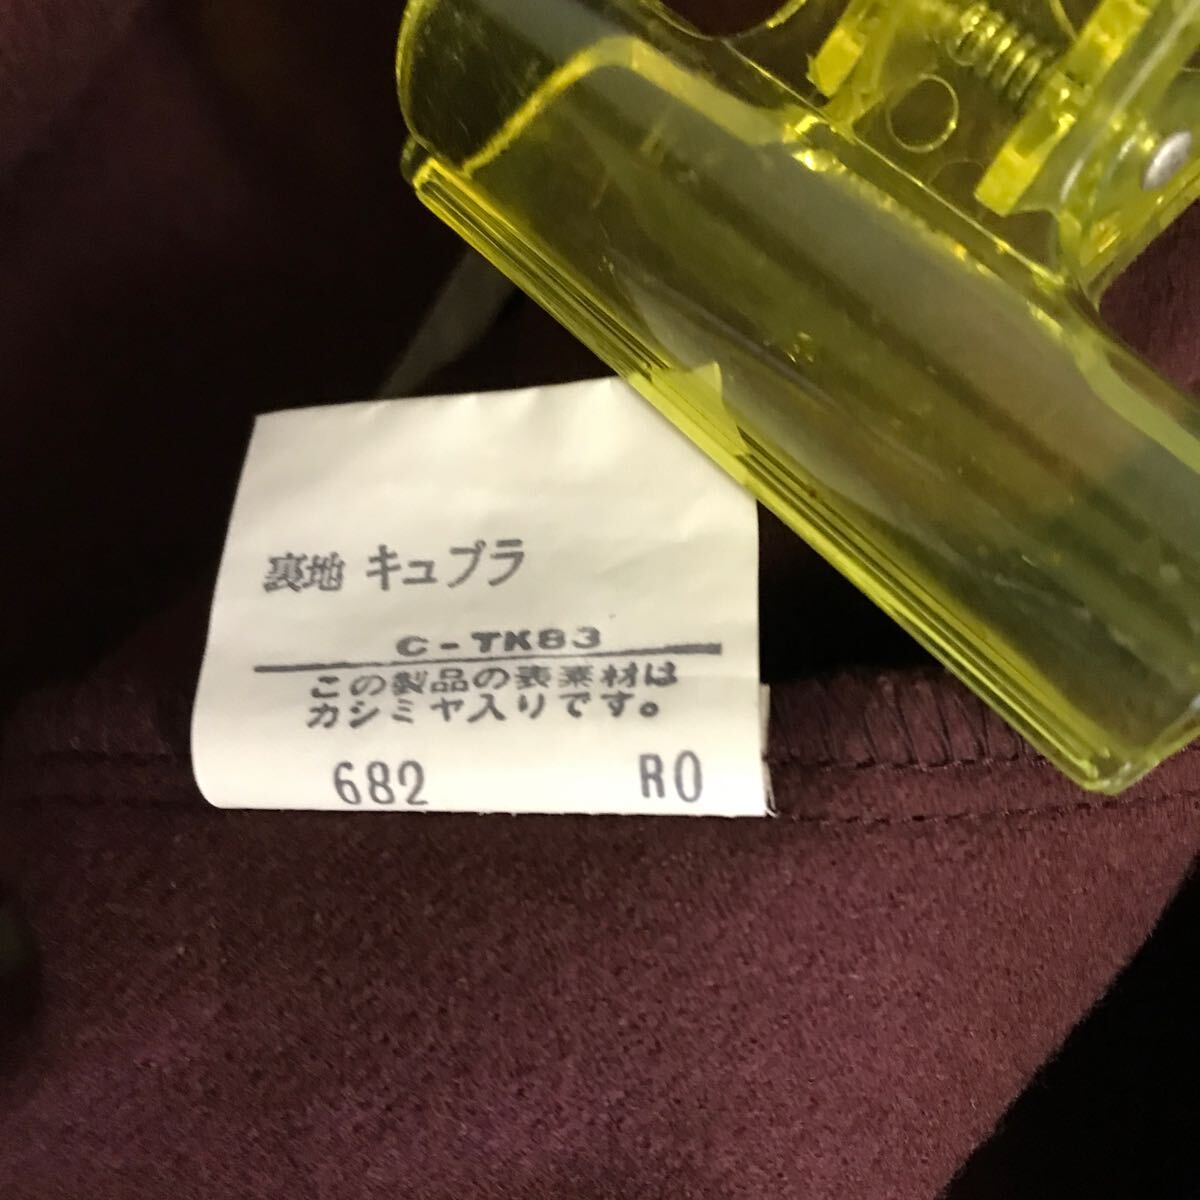 裏地 キュプラ
C-TK83
この製品の表素材は
カシミヤ入りです。
682 RO